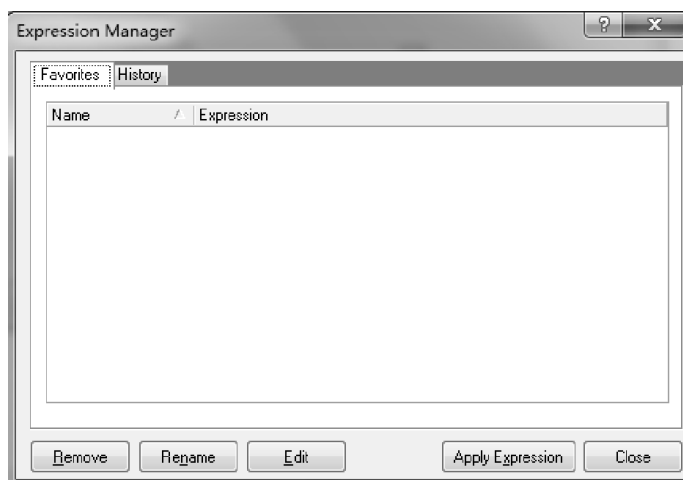 Expression Manager
Favorites History
Name Expression
Remove Rename Edit Apply Expression Close